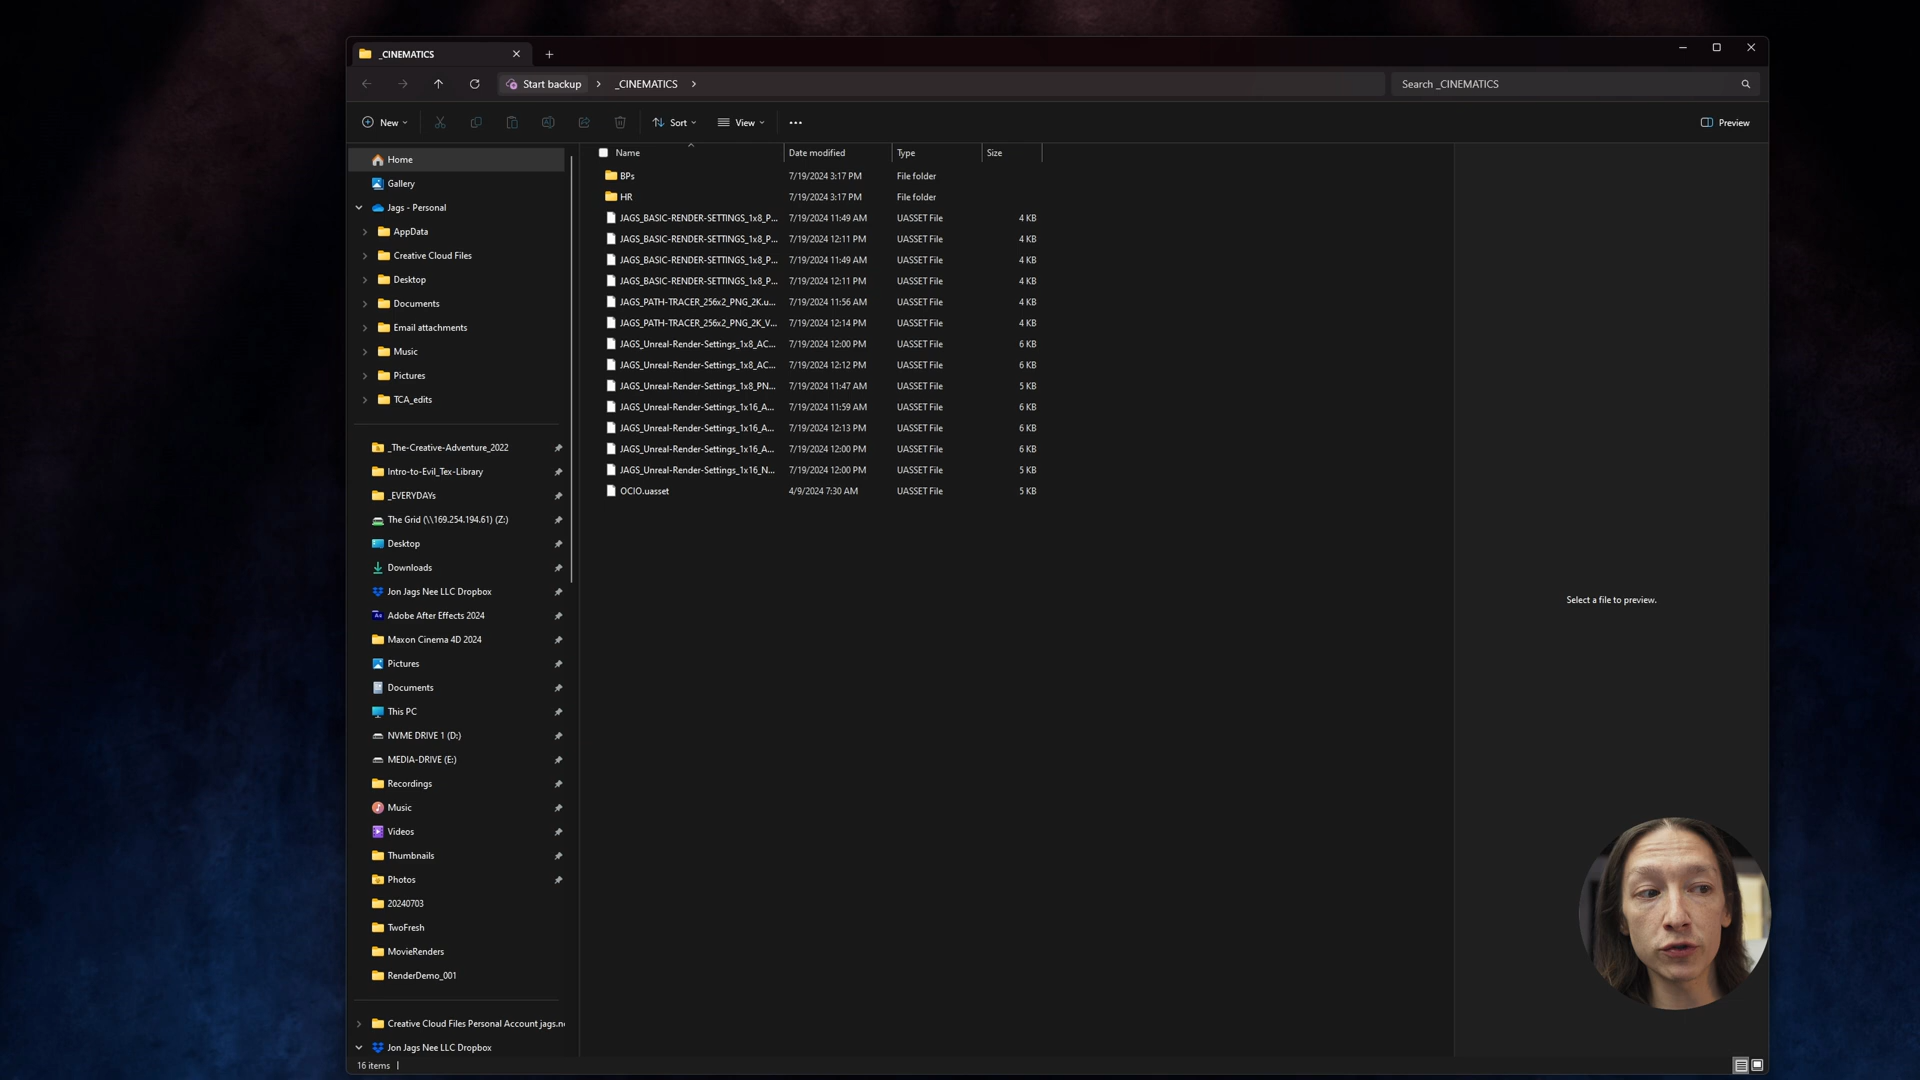 _CINEMATICS
Start backup
_CINEMATICS
Search _CINEMATICS
New
Sort
View
Preview
Home
Gallery
Jags - Personal
AppData
Creative Cloud Files
Desktop
Documents
Email attachments
Music
Pictures
TCA_edits
_The-Creative-Adventure_2022
Intro-to-Evil_Tex-Library
_EVERYDAYs
The Grid (\\169.254.194.61) (Z:)
Desktop
Downloads
Jon Jags Nee LLC Dropbox
Adobe After Effects 2024
Maxon Cinema 4D 2024
Pictures
Documents
This PC
NVME DRIVE 1 (D:)
MEDIA-DRIVE (E:)
Recordings
Music
Videos
Thumbnails
Photos
20240703
TwoFresh
MovieRenders
RenderDemo_001
Creative Cloud Files Personal Account jags.ne
Jon Jags Nee LLC Dropbox
Name Date modified Type Size
BPs 7/19/2024 3:17 PM File folder
HR 7/19/2024 3:17 PM File folder
JAGS_BASIC-RENDER-SETTINGS_1x8_P... 7/19/2024 11:49 AM UASSET File 4 KB
JAGS_BASIC-RENDER-SETTINGS_1x8_P... 7/19/2024 12:11 PM UASSET File 4 KB
JAGS_BASIC-RENDER-SETTINGS_1x8_P... 7/19/2024 11:49 AM UASSET File 4 KB
JAGS_BASIC-RENDER-SETTINGS_1x8_P... 7/19/2024 12:11 PM UASSET File 4 KB
JAGS_PATH-TRACER_256x2_PNG_2K.u... 7/19/2024 11:56 AM UASSET File 4 KB
JAGS_PATH-TRACER_256x2_PNG_2K_V... 7/19/2024 12:14 PM UASSET File 4 KB
JAGS_Unreal-Render-Settings_1x8_AC... 7/19/2024 12:00 PM UASSET File 6 KB
JAGS_Unreal-Render-Settings_1x8_AC... 7/19/2024 12:12 PM UASSET File 6 KB
JAGS_Unreal-Render-Settings_1x8_PN... 7/19/2024 11:47 AM UASSET File 5 KB
JAGS_Unreal-Render-Settings_1x16_A... 7/19/2024 11:59 AM UASSET File 6 KB
JAGS_Unreal-Render-Settings_1x16_A... 7/19/2024 12:13 PM UASSET File 6 KB
JAGS_Unreal-Render-Settings_1x16_A... 7/19/2024 12:00 PM UASSET File 6 KB
JAGS_Unreal-Render-Settings_1x16_N... 7/19/2024 12:00 PM UASSET File 5 KB
OCIO.uasset 4/9/2024 7:30 AM UASSET File 5 KB
Select a file to preview.
16 items